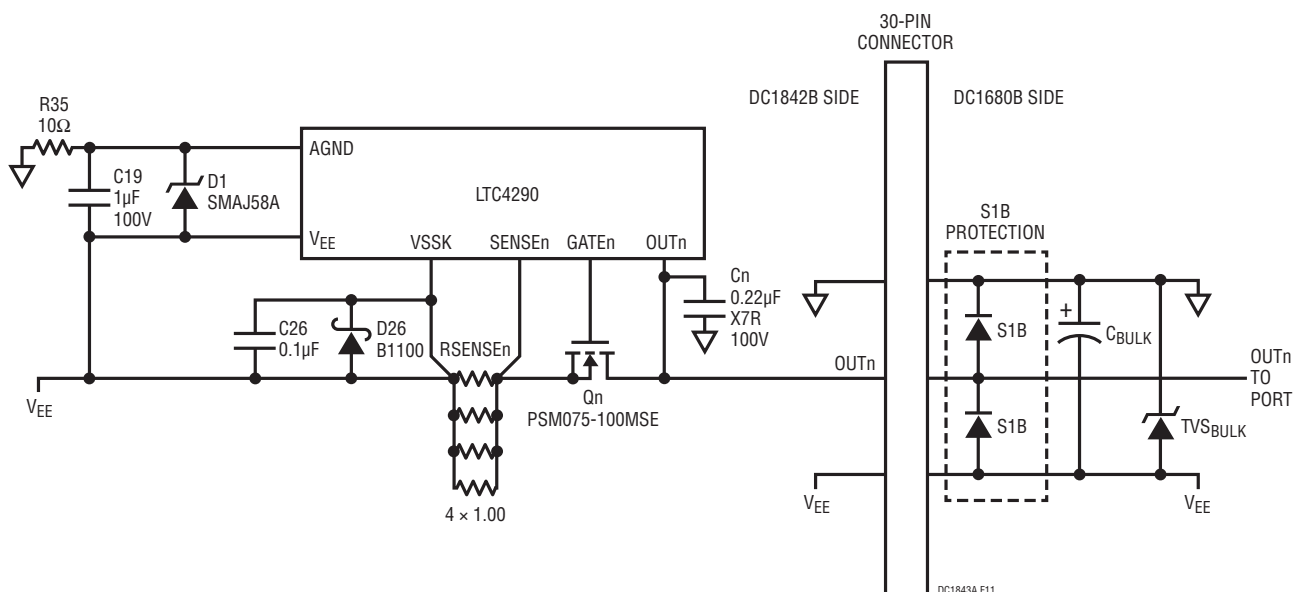 30-PIN
CONNECTOR
DC1842B SIDE
DC1680B SIDE
R35
10Ω
AGND
C19
1µF
100V
D1
SMAJ58A
LTC4290
VEE
VSSK
SENSEn
GATEn
OUTn
S1B
PROTECTION
Cn
0.22µF
X7R
100V
C26
0.1µF
D26
B1100
RSENSEn
S1B
+
CBULK
OUTn
OUTn
TO
PORT
VEE
Qn
PSM075-100MSE
S1B
TVSBULK
4 × 1.00
VEE
VEE
DC1843A F11